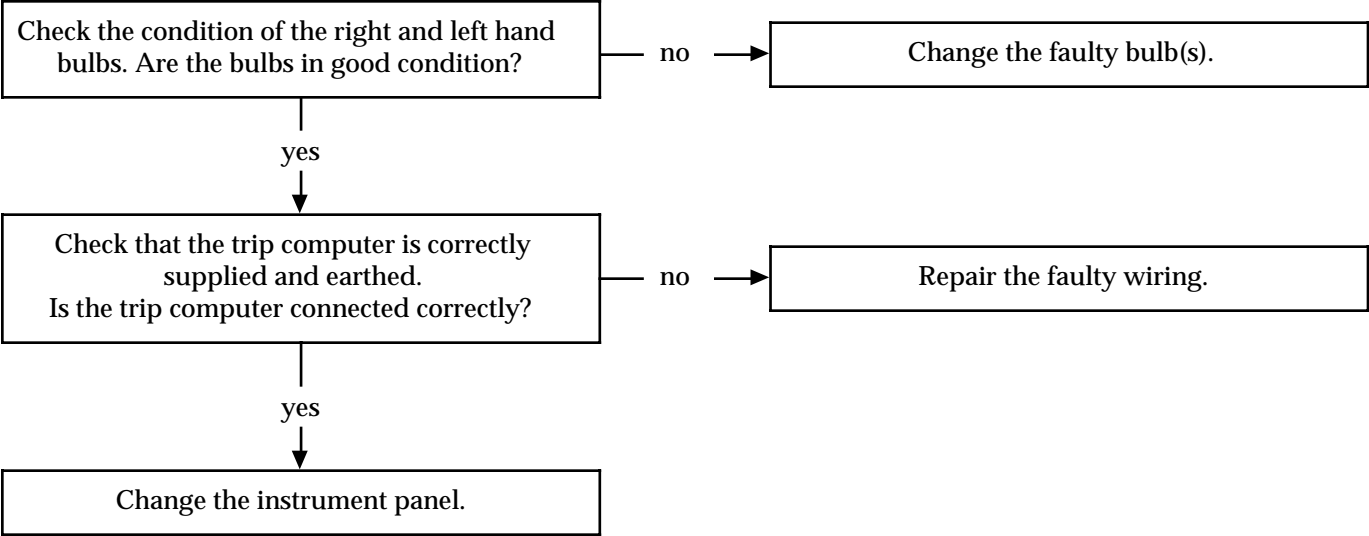 Check the condition of the right and left hand
bulbs. Are the bulbs in good condition?
no
Change the faulty bulb(s).
yes
Check that the trip computer is correctly
supplied and earthed.
Is the trip computer connected correctly?
no
Repair the faulty wiring.
yes
Change the instrument panel.